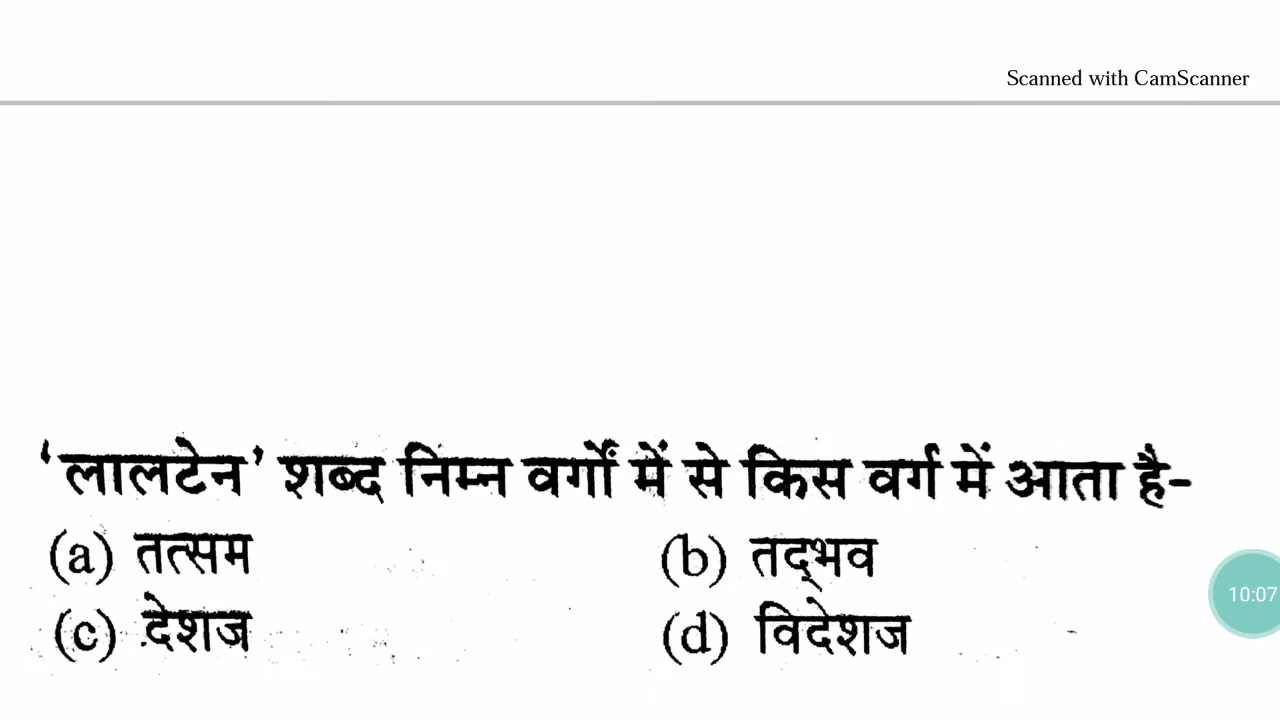 Scanned with CamScanner
‘लालटेन’ शब्द निम्न वर्गों में से किस वर्ग में आता है-
(a) तत्सम (b) तद्भव
(c) देशज (d) विदेशज
10:07